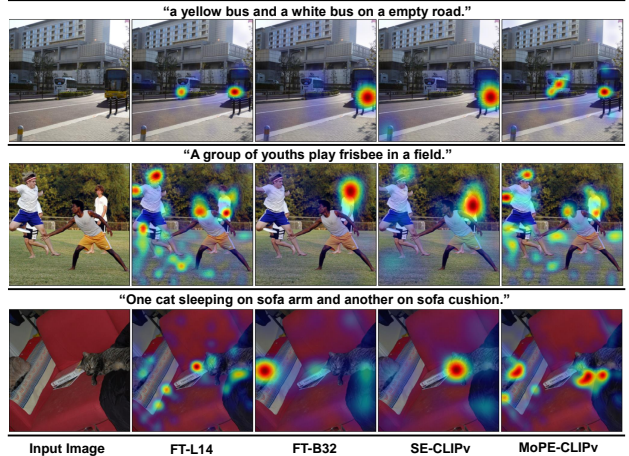 “a yellow bus and a white bus on a empty road.”
“A group of youths play frisbee in a field.”
“One cat sleeping on sofa arm and another on sofa cushion.”
Input Image FT-L14 FT-B32 SE-CLIPv MoPE-CLIPv